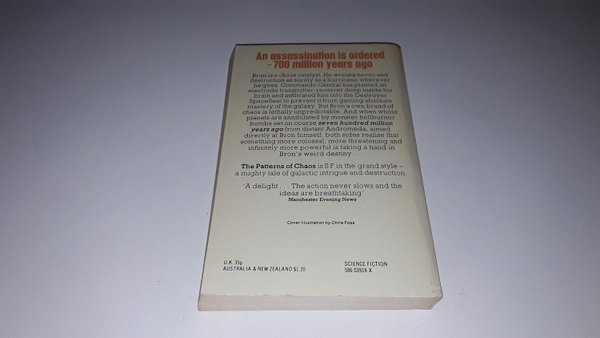 An assassination is ordered
- 700 million years ago
Bron is a chaos catalyst. He wreaks havoc and
destruction as surely as a hurricane wherever
he goes. Commando Central has planted an
electrode transmitter-receiver deep inside his
brain and infiltrated him into the Destroyer
Spacefleet to prevent it from gaining absolute
mastery of the galaxy. But Bron's own brand of
chaos is lethally unpredictable. And when whole
planets are annihilated by monster hellburner
bombs set on course seven hundred million
years ago from distant Andromeda, aimed
directly at Bron himself, both sides realise that
something more colossal, more threatening and
infinitely more powerful is taking a hand in
Bron's weird destiny . . .
The Patterns of Chaos is SF in the grand style –
a mighty tale of galactic intrigue and destruction.
'A delight . . . The action never slows and the
ideas are breathtaking'
Manchester Evening News
Cover illustration by Chris Foss
U.K. 35p
AUSTRALIA & NEW ZEALAND $1.20
SCIENCE FICTION
586 03918 X